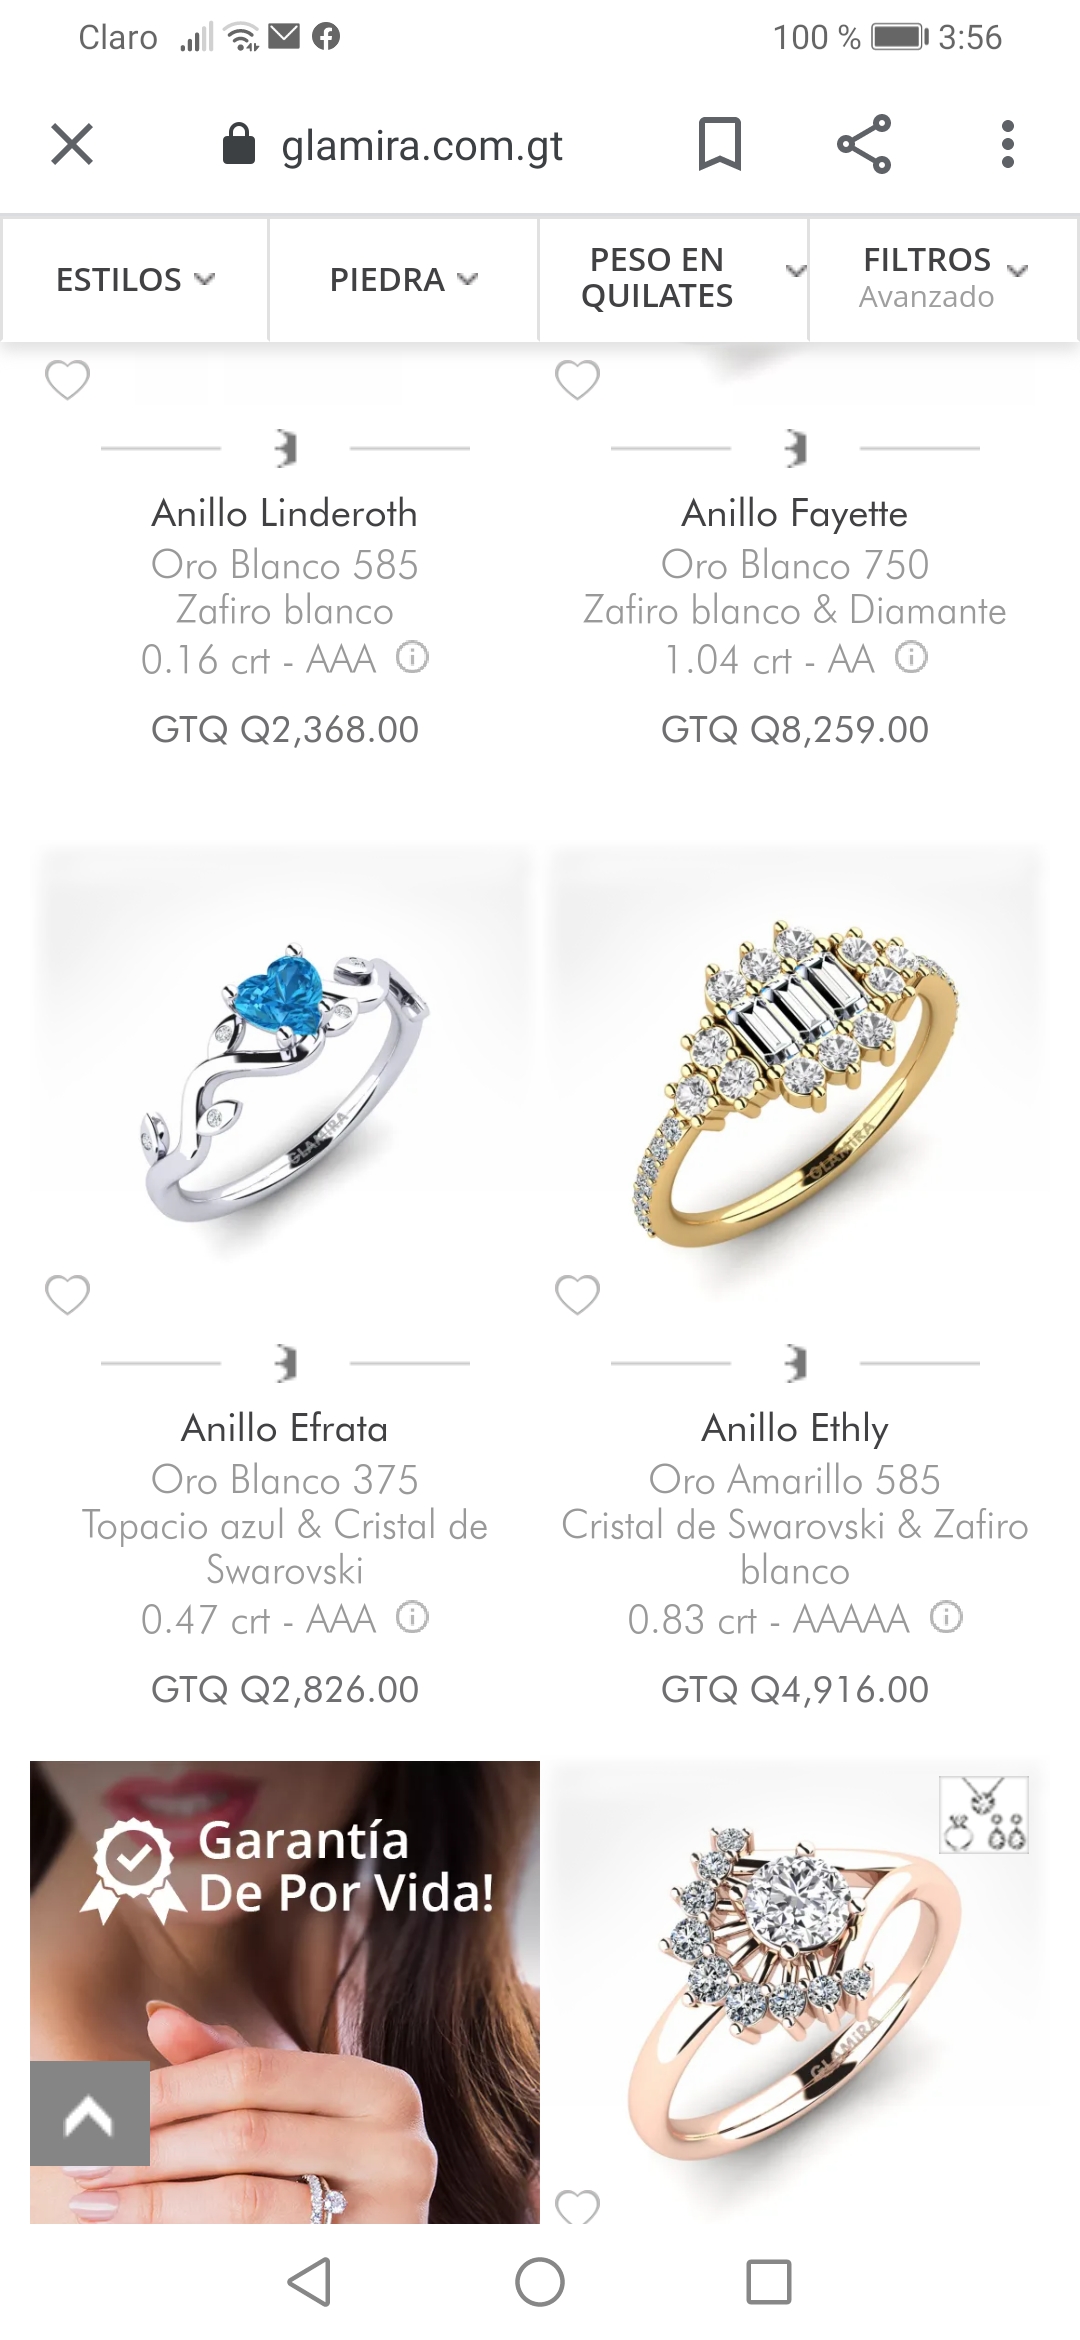 Claro 100 % 3:56
glamira.com.gt
ESTILOS PIEDRA PESO EN QUILATES FILTROS Avanzado
Anillo Linderoth
Oro Blanco 585
Zafiro blanco
0.16 crt - AAA
GTQ Q2,368.00
Anillo Fayette
Oro Blanco 750
Zafiro blanco & Diamante
1.04 crt - AA
GTQ Q8,259.00
GLAMIRA
GLAMIRA
Anillo Efrata
Oro Blanco 375
Topacio azul & Cristal de
Swarovski
0.47 crt - AAA
GTQ Q2,826.00
Anillo Ethly
Oro Amarillo 585
Cristal de Swarovski & Zafiro
blanco
0.83 crt - AAAAA
GTQ Q4,916.00
Garantía
De Por Vida!
GLAMIRA